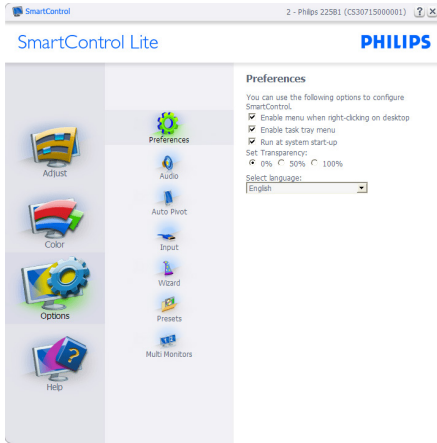 SmartControl
2 - Philips 225B1 (CS30715000001)
SmartControl Lite
PHILIPS
Adjust
Color
Options
Help
Preferences
Audio
Auto Pivot
Input
Wizard
Presets
Multi Monitors
Preferences
You can use the following options to configure
SmartControl.
Enable menu when right-clicking on desktop
Enable task tray menu
Run at system start-up
Set Transparency:
0% 50% 100%
Select language:
English